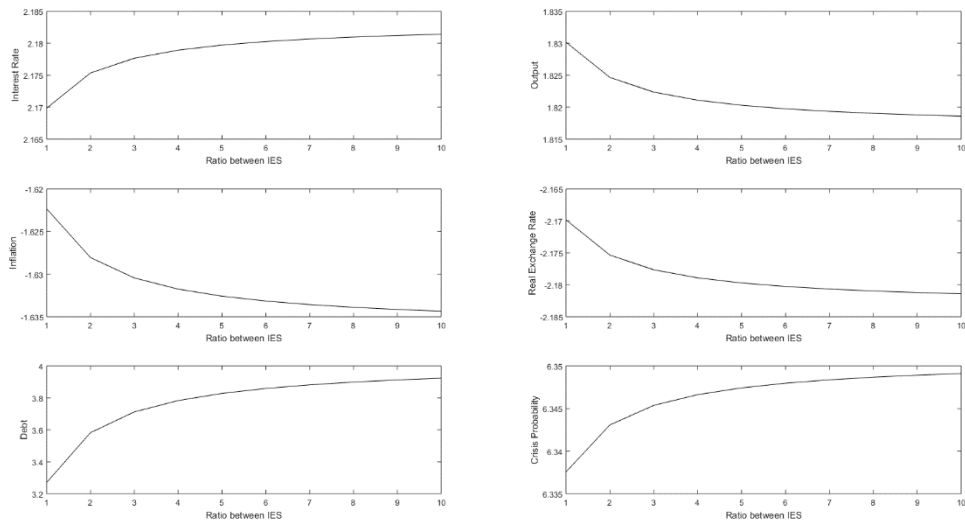 2.185
2.18
2.175
2.17
2.165
Interest Rate
1 2 3 4 5 6 7 8 9 10
Ratio between IES
1.835
1.83
1.825
1.82
1.815
Output
1 2 3 4 5 6 7 8 9 10
Ratio between IES
-1.62
-1.625
-1.63
-1.635
Inflation
1 2 3 4 5 6 7 8 9 10
Ratio between IES
-2.165
-2.17
-2.175
-2.18
-2.185
Real Exchange Rate
1 2 3 4 5 6 7 8 9 10
Ratio between IES
4
3.8
3.6
3.4
3.2
Debt
1 2 3 4 5 6 7 8 9 10
Ratio between IES
6.35
6.345
6.34
6.335
Crisis Probability
1 2 3 4 5 6 7 8 9 10
Ratio between IES